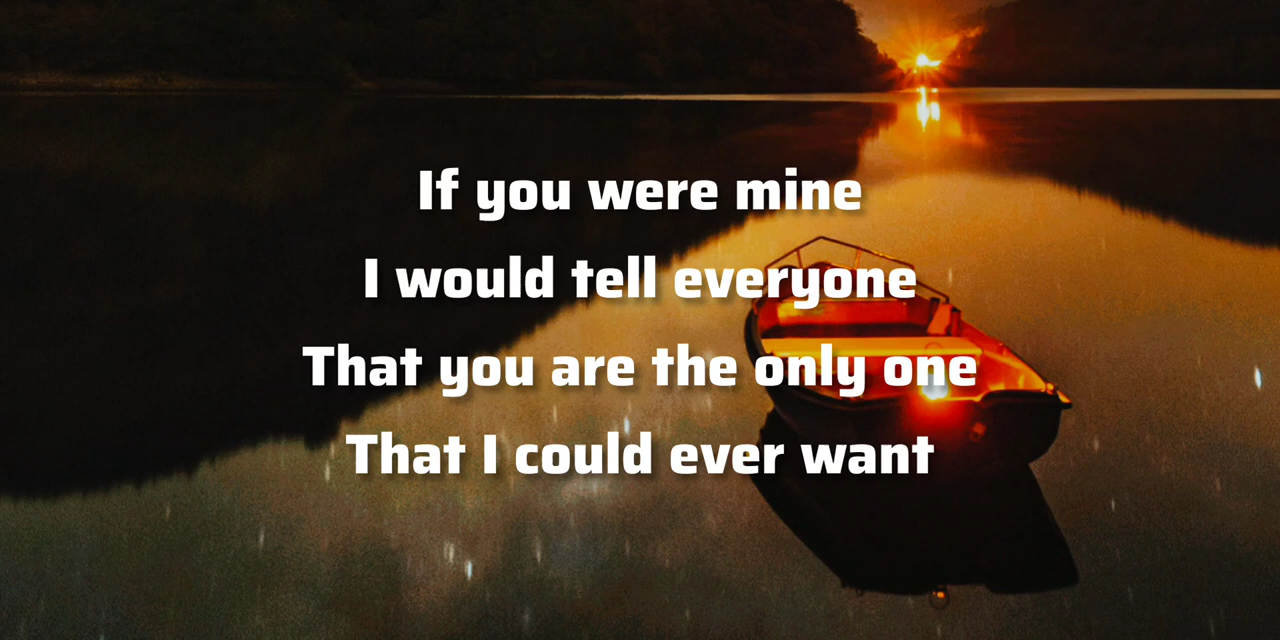 If you were mine
I would tell everyone
That you are the only one
That I could ever want